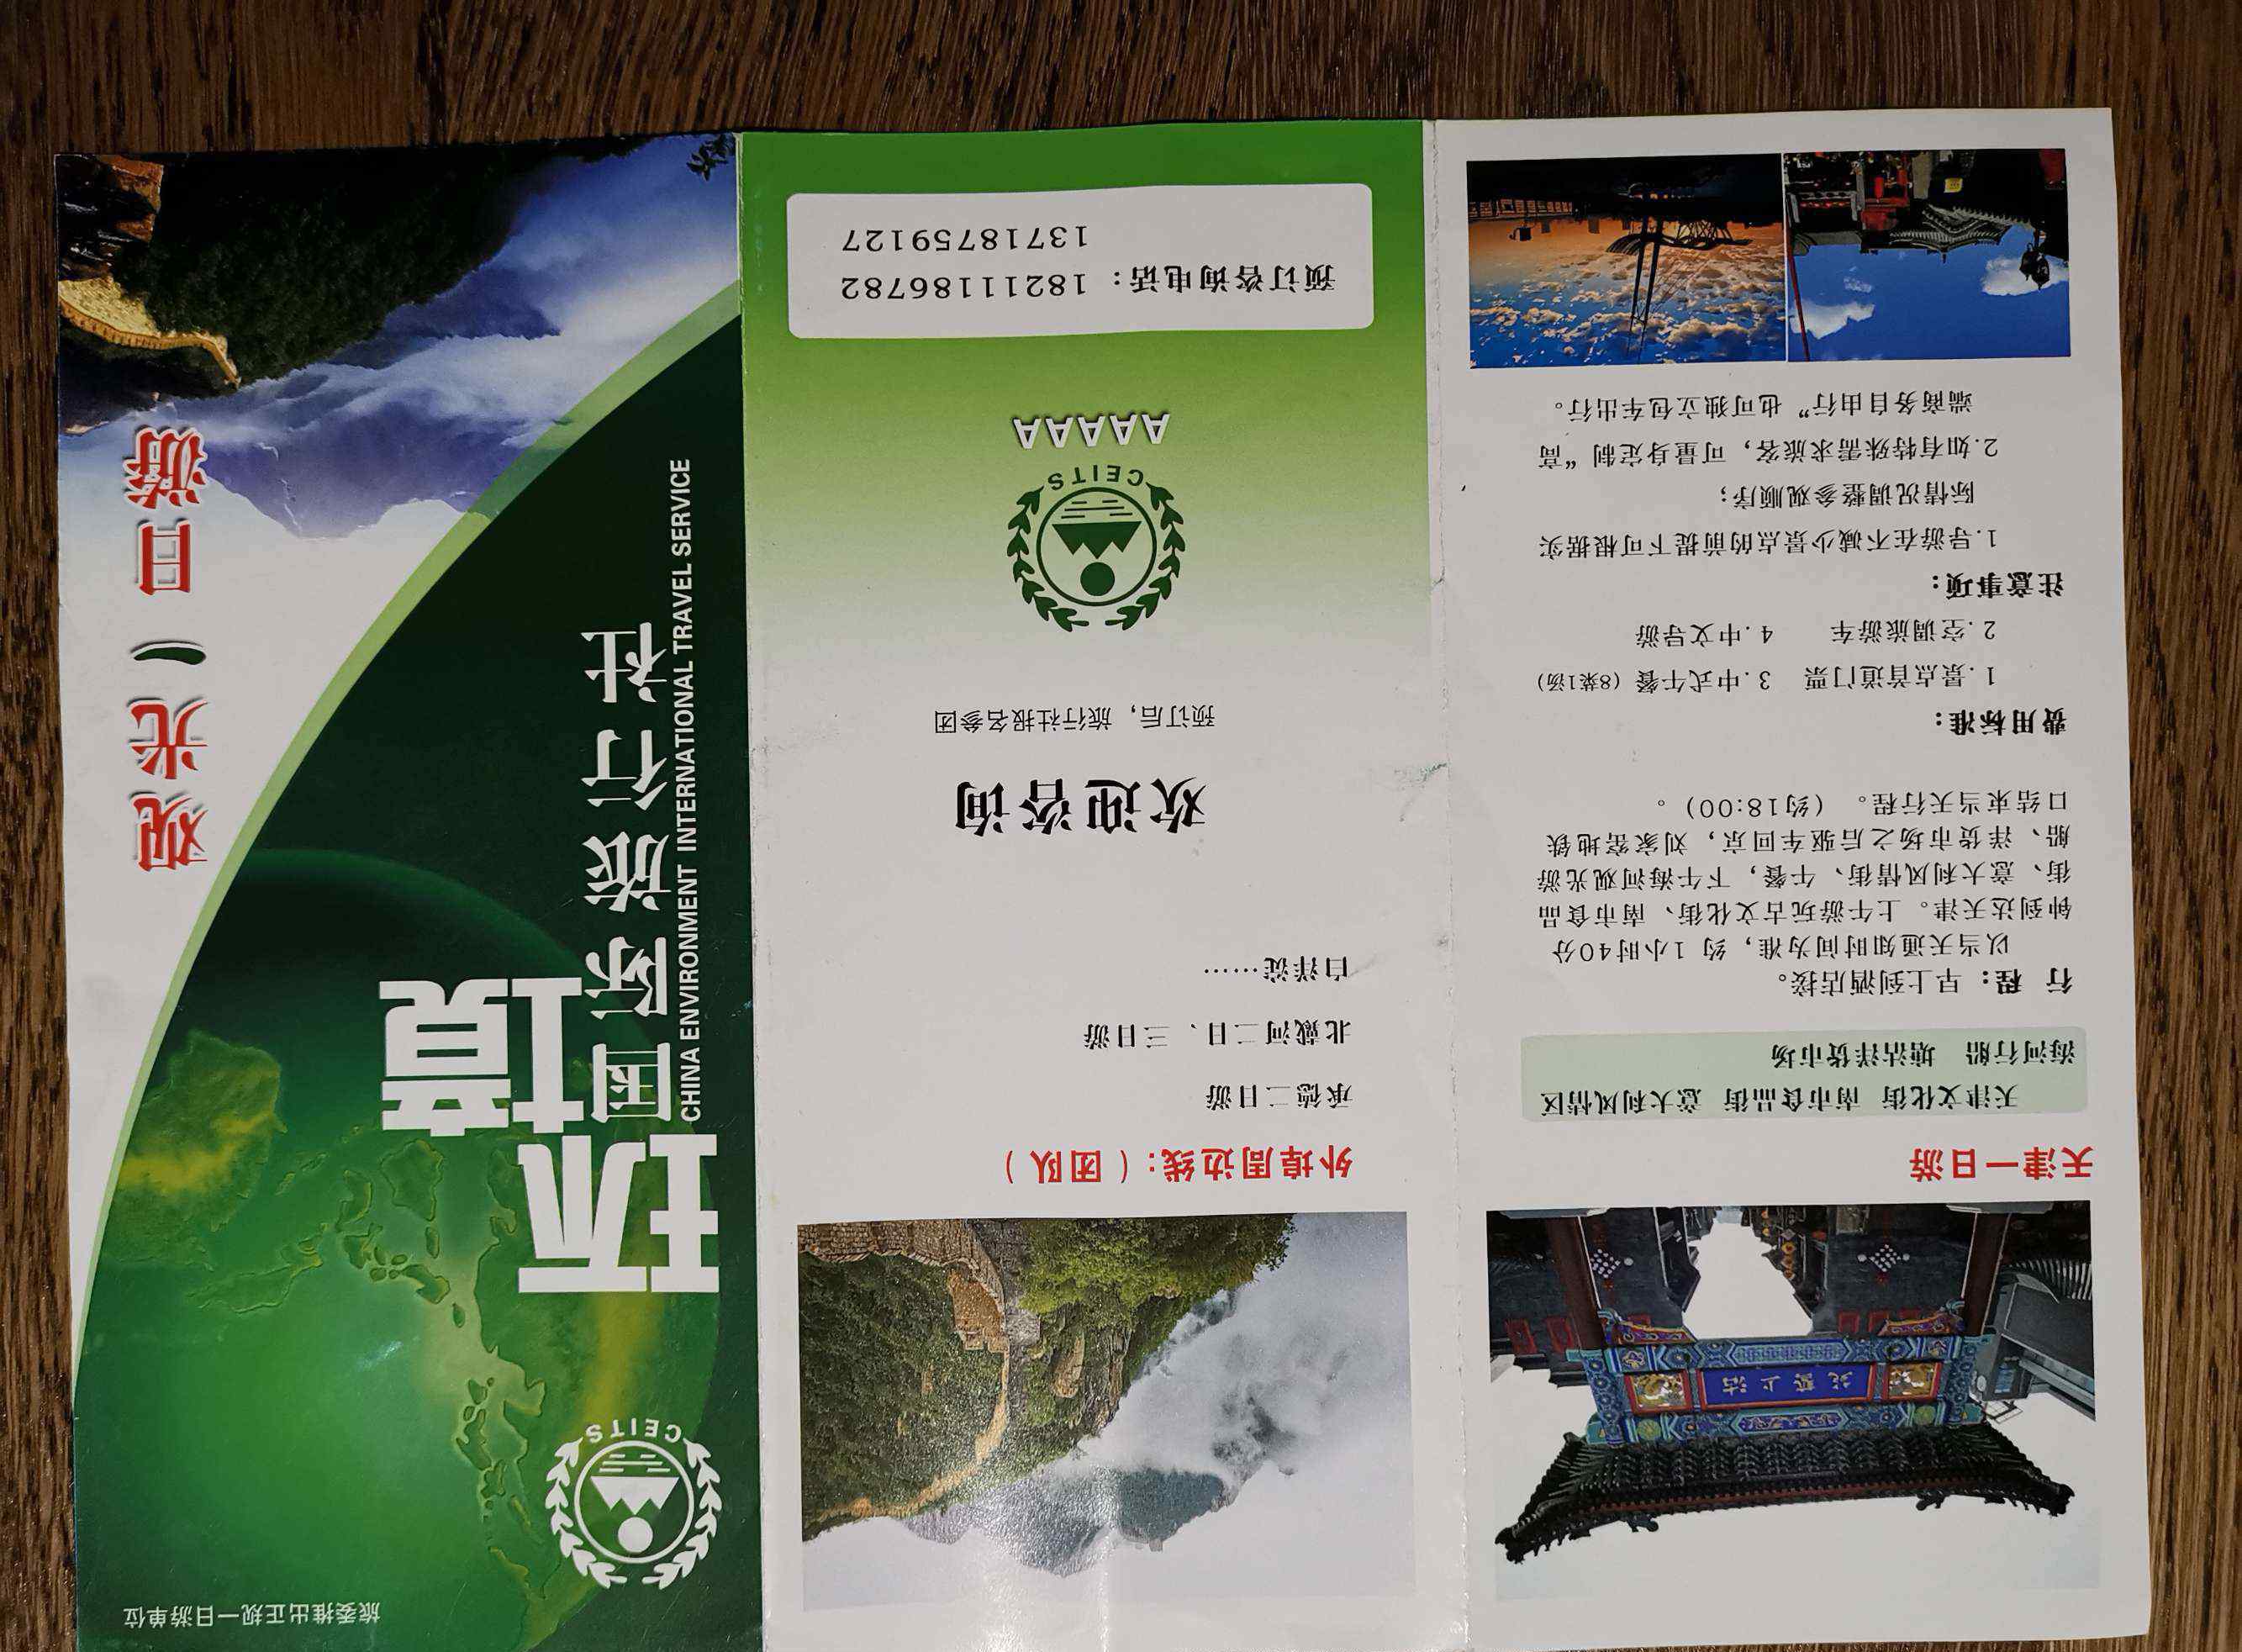 天津一日游
天津文化街 南市食品街 意大利风情区
海河行船 塘沽洋货市场
行 程：早上到酒店接。
以当天通知时间为准，约 1小时40分
钟到达天津。上午游玩古文化街、南市食品
街、意大利风情街、午餐，下午海河观光游
船、洋货市场之后驱车回京，刘家窑地铁
口结束当天行程。（约18:00）。
费用标准：
1.景点首道门票 3.中式午餐（8菜1汤）
2.空调旅游车 4.中文导游
注意事项：
1.导游在不减少景点的前提下可根据实
际情况调整参观顺序；
2.如有特殊需求旅客，可量身定制“高
端商务自由行”也可独立包车出行。
外埠周边线：（团队）
承德二日游
北戴河二日、三日游
白洋淀……
欢迎咨询
预订后，旅行社报名参团
CEITS
AAAAA
预订咨询电话：18211186782
13718759127
旅委推出正规一日游单位
CEITS
环境
国际旅行社
CHINA ENVIRONMENT INTERNATIONAL TRAVEL SERVICE
观光一日游